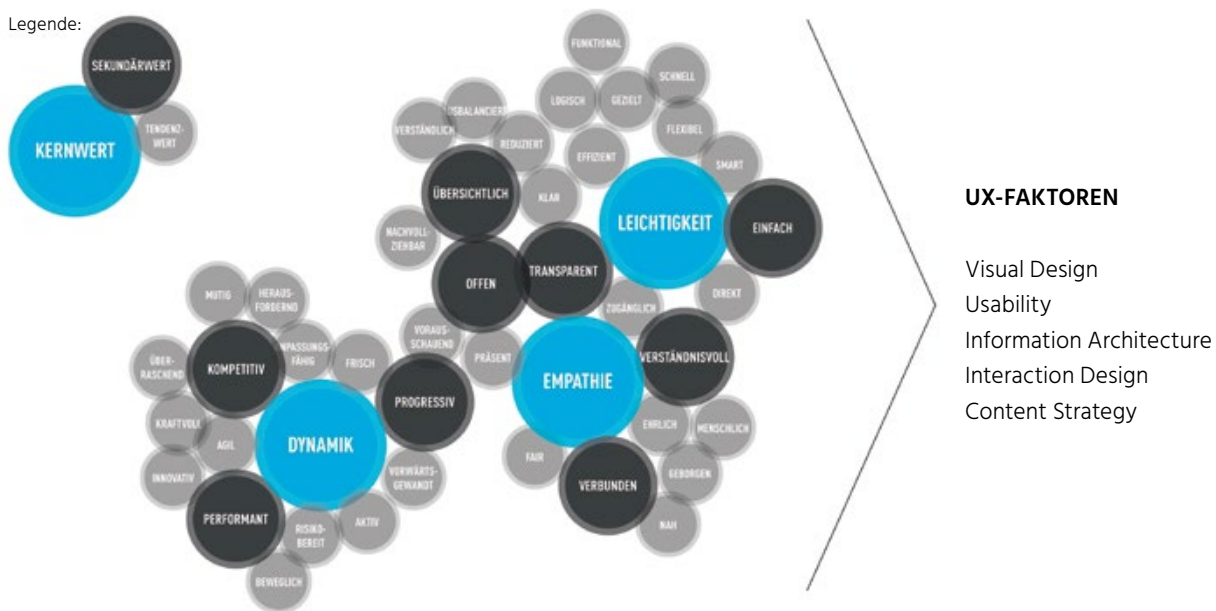 Legende:
SEKUNDÄRWERT
KERNWERT
TENDENZ-
WERT
FUNKTIONAL
SCHNELL
LOGISCH
GEZIELT
USBALANCIERT
VERSTÄNDLICH
REDUZIERT
FLEXIBEL
EFFIZIENT
SMART
ÜBERSICHTLICH
KLAR
LEICHTIGKEIT
EINFACH
NACHVOLL-
ZIEHBAR
OFFEN
TRANSPARENT
ZUGÄNGLICH
DIREKT
MUTIG
HERAUS-
FORDERND
VORAUS-
SCHAUEND
PRÄSENT
VERSTÄNDNISVOLL
ÜBER-
RASCHEND
KOMPETITIV
NPASSUNGS-
FÄHIG
FRISCH
EMPATHIE
PROGRESSIV
KRAFTVOLL
AGIL
DYNAMIK
EHRLICH
MENSCHLICH
FAIR
INNOVATIV
VORWÄRTS-
GEWANDT
VERBUNDEN
GEBORGEN
PERFORMANT
RISIKO-
BEREIT
AKTIV
NAH
BEWEGLICH
UX-FAKTOREN
Visual Design
Usability
Information Architecture
Interaction Design
Content Strategy